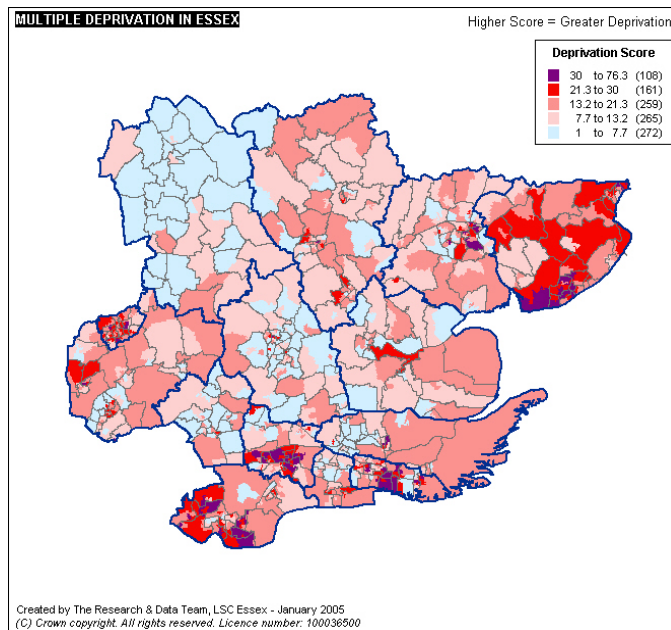 MULTIPLE DEPRIVATION IN ESSEX
Higher Score = Greater Deprivation
Deprivation Score
30 to 76.3 (108)
21.3 to 30 (161)
13.2 to 21.3 (259)
7.7 to 13.2 (265)
1 to 7.7 (272)
Created by The Research & Data Team, LSC Essex - January 2005
(C) Crown copyright. All rights reserved. Licence number: 100036500